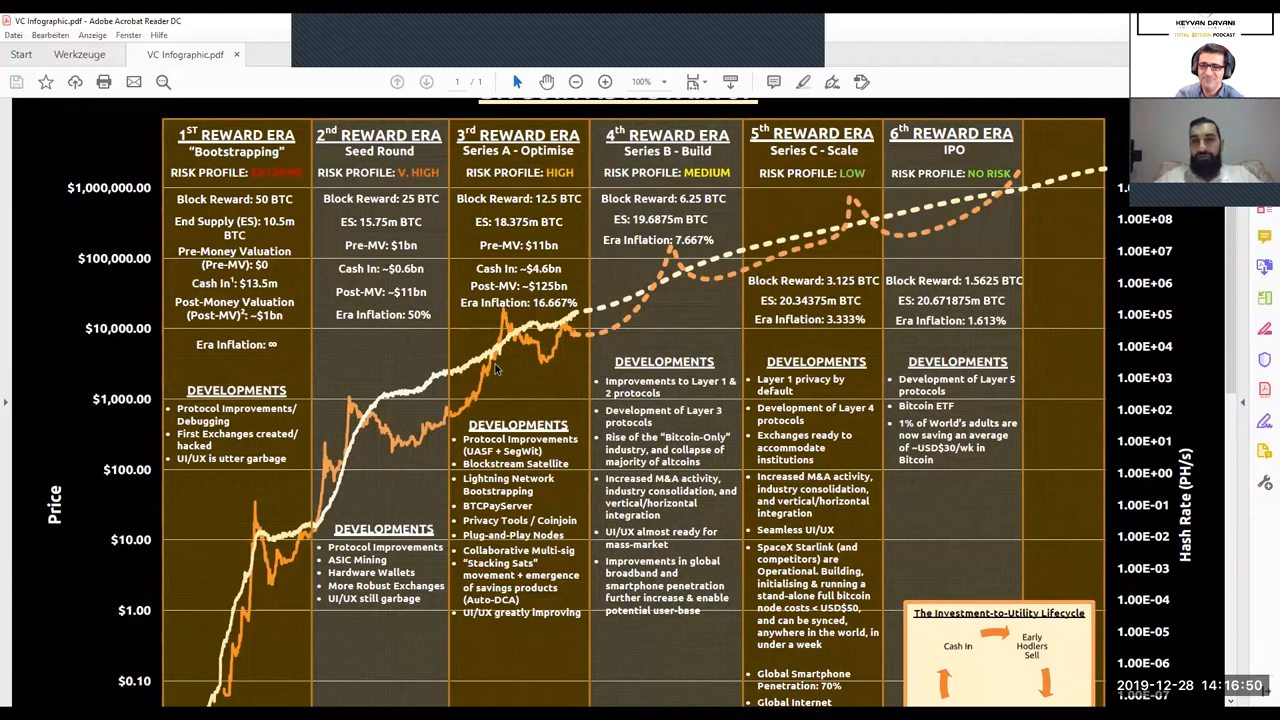 VC Infographic.pdf - Adobe Acrobat Reader DC
Datei Bearbeiten Anzeige Fenster Hilfe
Start Werkzeuge VC Infographic.pdf ×
1 / 1 100%
KEYVAN DAVANI
TOTAL BITCOIN PODCAST
1ST REWARD ERA
"Bootstrapping"
RISK PROFILE: EXTREME
Block Reward: 50 BTC
End Supply (ES): 10.5m
BTC
Pre-Money Valuation
(Pre-MV): $0
Cash In¹: $13.5m
Post-Money Valuation
(Post-MV)²: ~$1bn
Era Inflation: ∞
DEVELOPMENTS
• Protocol Improvements/
Debugging
• First Exchanges created/
hacked
• UI/UX is utter garbage
2nd REWARD ERA
Seed Round
RISK PROFILE: V. HIGH
Block Reward: 25 BTC
ES: 15.75m BTC
Pre-MV: $1bn
Cash In: ~$0.6bn
Post-MV: ~$11bn
Era Inflation: 50%
DEVELOPMENTS
• Protocol Improvements
• ASIC Mining
• Hardware Wallets
• More Robust Exchanges
• UI/UX still garbage
3rd REWARD ERA
Series A - Optimise
RISK PROFILE: HIGH
Block Reward: 12.5 BTC
ES: 18.375m BTC
Pre-MV: $11bn
Cash In: ~$4.6bn
Post-MV: ~$125bn
Era Inflation: 16.667%
DEVELOPMENTS
• Protocol Improvements
(UASF + SegWit)
• Blockstream Satellite
• Lightning Network
Bootstrapping
• BTCPayServer
• Privacy Tools / Coinjoin
• Plug-and-Play Nodes
• Collaborative Multi-sig
• "Stacking Sats"
movement + emergence
of savings products
(Auto-DCA)
• UI/UX greatly improving
4th REWARD ERA
Series B - Build
RISK PROFILE: MEDIUM
Block Reward: 6.25 BTC
ES: 19.6875m BTC
Era Inflation: 7.667%
DEVELOPMENTS
• Improvements to Layer 1 &
2 protocols
• Development of Layer 3
protocols
• Rise of the "Bitcoin-Only"
industry, and collapse of
majority of altcoins
• Increased M&A activity,
industry consolidation, and
vertical/horizontal
integration
• UI/UX almost ready for
mass-market
• Improvements in global
broadband and
smartphone penetration
further increase & enable
potential user-base
5th REWARD ERA
Series C - Scale
RISK PROFILE: LOW
Block Reward: 3.125 BTC
ES: 20.34375m BTC
Era Inflation: 3.333%
DEVELOPMENTS
• Layer 1 privacy by
default
• Development of Layer 4
protocols
• Exchanges ready to
accommodate
institutions
• Increased M&A activity,
industry consolidation,
and vertical/horizontal
integration
• Seamless UI/UX
• SpaceX Starlink (and
competitors) are
Operational. Building,
initialising & running a
stand-alone full bitcoin
node costs < USD$50,
and can be synced,
anywhere in the world, in
under a week
• Global Smartphone
Penetration: 70%
• Global Internet
6th REWARD ERA
IPO
RISK PROFILE: NO RISK
Block Reward: 1.5625 BTC
ES: 20.671875m BTC
Era Inflation: 1.613%
DEVELOPMENTS
• Development of Layer 5
protocols
• Bitcoin ETF
• 1% of World's adults are
now saving an average
of ~USD$30/wk in
Bitcoin
The Investment-to-Utility Lifecycle
Cash In
Early
Hodlers
Sell
Price
$1,000,000.00
$100,000.00
$10,000.00
$1,000.00
$100.00
$10.00
$1.00
$0.10
Hash Rate (PH/s)
1.00E+08
1.00E+07
1.00E+06
1.00E+05
1.00E+04
1.00E+03
1.00E+02
1.00E+01
1.00E+00
1.00E-01
1.00E-02
1.00E-03
1.00E-04
1.00E-05
1.00E-06
1.00E-07
2019-12-28 14:16:50